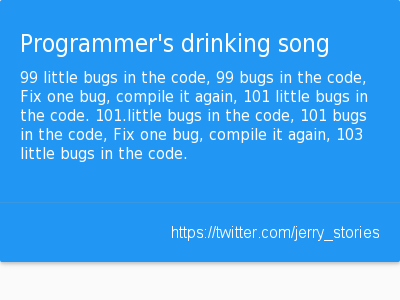 Programmer's drinking song
99 little bugs in the code, 99 bugs in the code,
Fix one bug, compile it again, 101 little bugs in
the code. 101.little bugs in the code, 101 bugs
in the code, Fix one bug, compile it again, 103
little bugs in the code.
https://twitter.com/jerry_stories